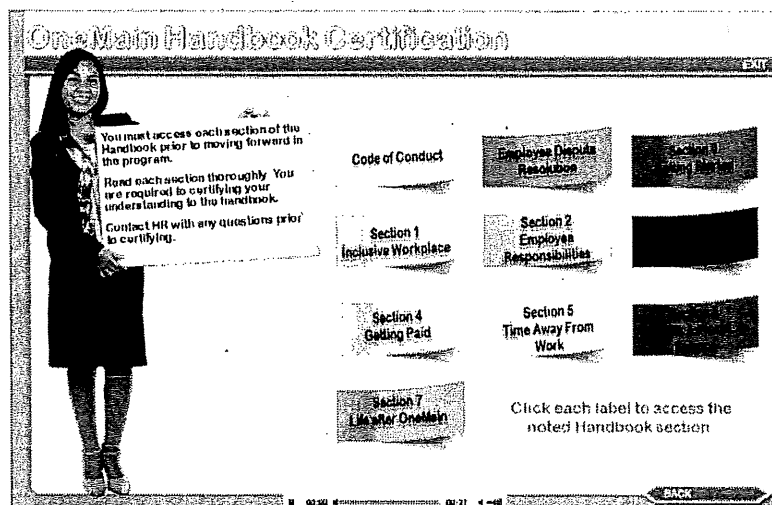 OneMain Handbook Certification
EXIT
You must access each section of the
Handbook prior to moving forward in
the program.
Read each section thoroughly. You
are required to certifying your
understanding to the handbook.
Contact HR with any questions prior
to certifying.
Code of Conduct
Employee Dispute
Resolution
Section
Getting Started
Section 1
Inclusive Workplace
Section 2
Employee
Responsibilities
Section 4
Getting Paid
Section 5
Time Away From
Work
Section 7
Life after OneMain
Click each label to access the
noted Handbook section
BACK